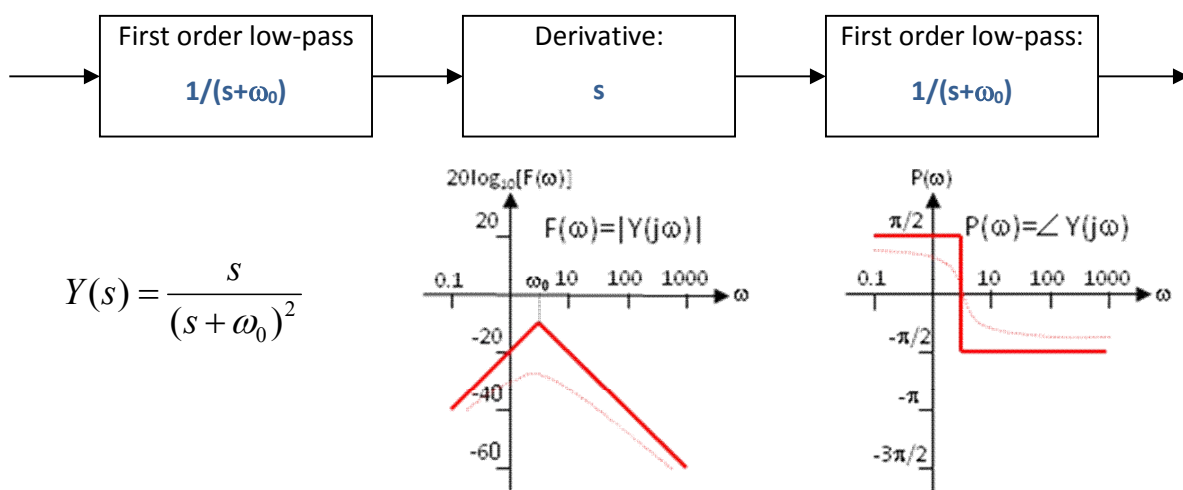 First order low-pass
1/(s+ω₀)
Derivative:
s
First order low-pass:
1/(s+ω₀)
Y(s) = s / (s + ω₀)²
20log₁₀[F(ω)]
F(ω)=|Y(jω)|
20
0.1 ω₀ 10 100 1000 ω
-20
-40
-60
P(ω)
P(ω)=∠ Y(jω)
π/2
0.1 10 100 1000
ω
-π/2
-π
-3π/2